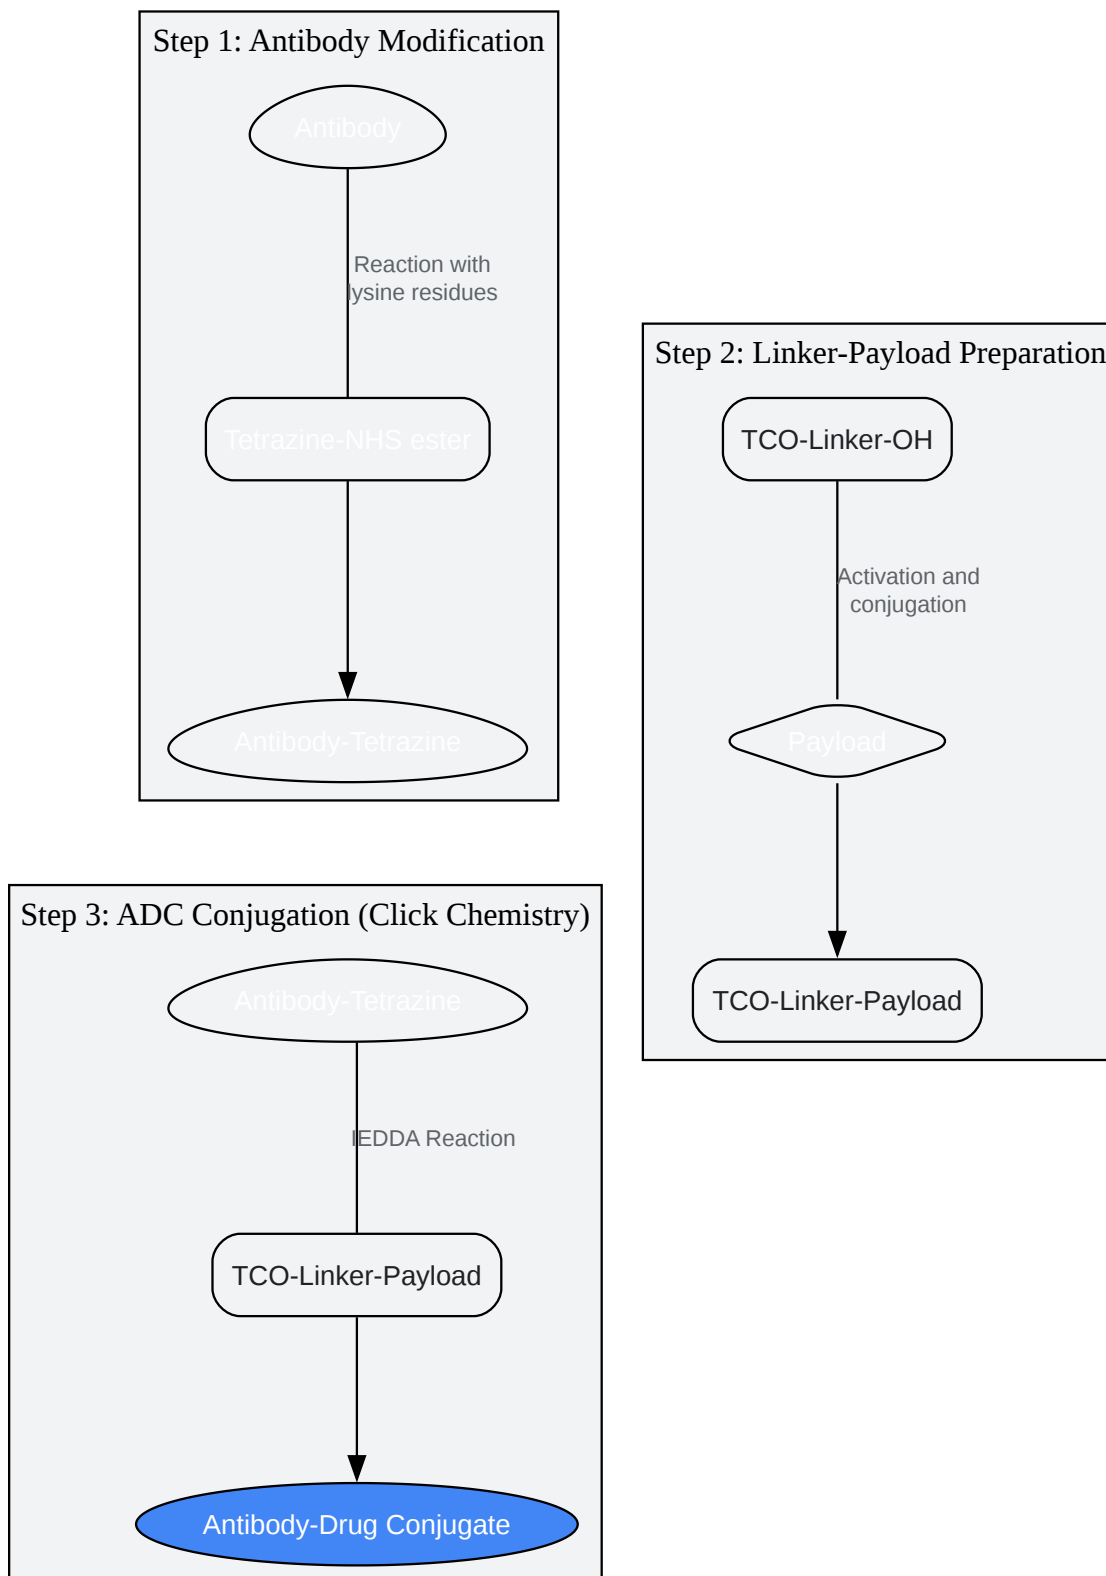 Step 1: Antibody Modification
Antibody
Reaction with
lysine residues
Tetrazine-NHS ester
Antibody-Tetrazine
Step 2: Linker-Payload Preparation
TCO-Linker-OH
Activation and
conjugation
Payload
TCO-Linker-Payload
Step 3: ADC Conjugation (Click Chemistry)
Antibody-Tetrazine
IEDDA Reaction
TCO-Linker-Payload
Antibody-Drug Conjugate